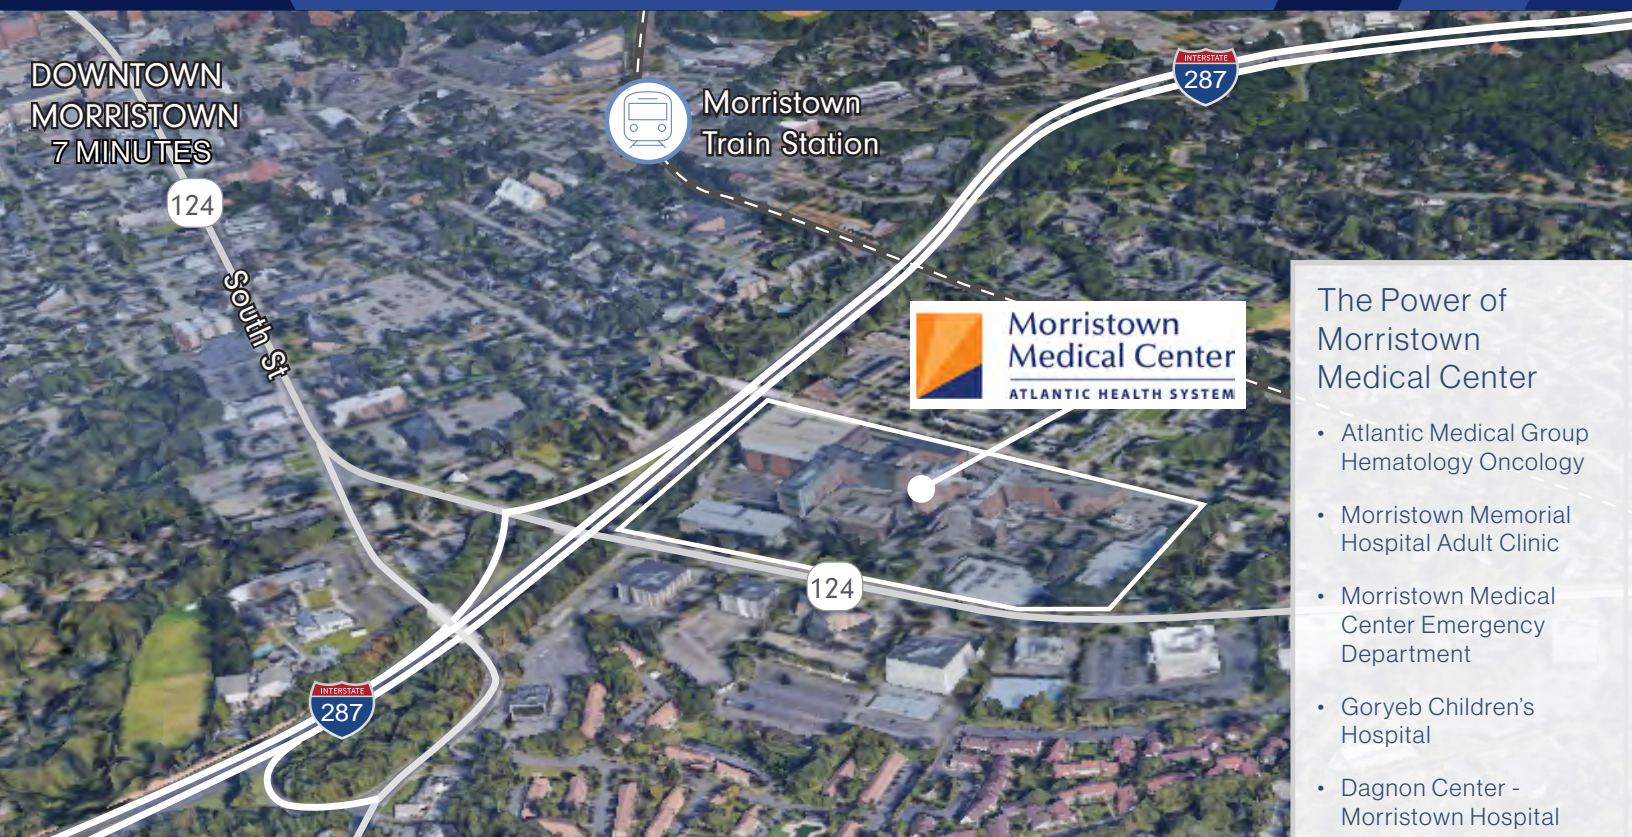 DOWNTOWN
MORRISTOWN
7 MINUTES
124
South St
Morristown
Train Station
INTERSTATE
287
Morristown
Medical Center
ATLANTIC HEALTH SYSTEM
124
INTERSTATE
287
The Power of
Morristown
Medical Center
• Atlantic Medical Group
Hematology Oncology
• Morristown Memorial
Hospital Adult Clinic
• Morristown Medical
Center Emergency
Department
• Goryeb Children’s
Hospital
• Dagnon Center -
Morristown Hospital